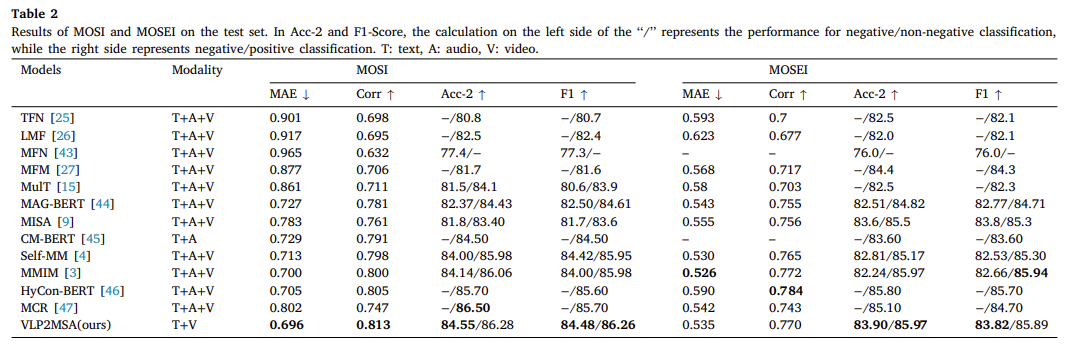 Table 2
Results of MOSI and MOSEI on the test set. In Acc-2 and F1-Score, the calculation on the left side of the “/” represents the performance for negative/non-negative classification,
while the right side represents negative/positive classification. T: text, A: audio, V: video.
Models Modality MOSI MOSEI
MAE ↓ Corr ↑ Acc-2 ↑ F1 ↑ MAE ↓ Corr ↑ Acc-2 ↑ F1 ↑
TFN [25] T+A+V 0.901 0.698 –/80.8 –/80.7 0.593 0.7 –/82.5 –/82.1
LMF [26] T+A+V 0.917 0.695 –/82.5 –/82.4 0.623 0.677 –/82.0 –/82.1
MFN [43] T+A+V 0.965 0.632 77.4/– 77.3/– – – 76.0/– 76.0/–
MFM [27] T+A+V 0.877 0.706 –/81.7 –/81.6 0.568 0.717 –/84.4 –/84.3
MulT [15] T+A+V 0.861 0.711 81.5/84.1 80.6/83.9 0.58 0.703 –/82.5 –/82.3
MAG-BERT [44] T+A+V 0.727 0.781 82.37/84.43 82.50/84.61 0.543 0.755 82.51/84.82 82.77/84.71
MISA [9] T+A+V 0.783 0.761 81.8/83.40 81.7/83.6 0.555 0.756 83.6/85.5 83.8/85.3
CM-BERT [45] T+A 0.729 0.791 –/84.50 –/84.50 – – –/83.60 –/83.60
Self-MM [4] T+A+V 0.713 0.798 84.00/85.98 84.42/85.95 0.530 0.765 82.81/85.17 82.53/85.30
MMIM [3] T+A+V 0.700 0.800 84.14/86.06 84.00/85.98 0.526 0.772 82.24/85.97 82.66/85.94
HyCon-BERT [46] T+A+V 0.705 0.805 –/85.70 –/85.60 0.590 0.784 –/85.80 –/85.70
MCR [47] T+A+V 0.802 0.747 –/86.50 –/85.70 0.542 0.743 –/85.10 –/84.70
VLP2MSA(ours) T+V 0.696 0.813 84.55/86.28 84.48/86.26 0.535 0.770 83.90/85.97 83.82/85.89